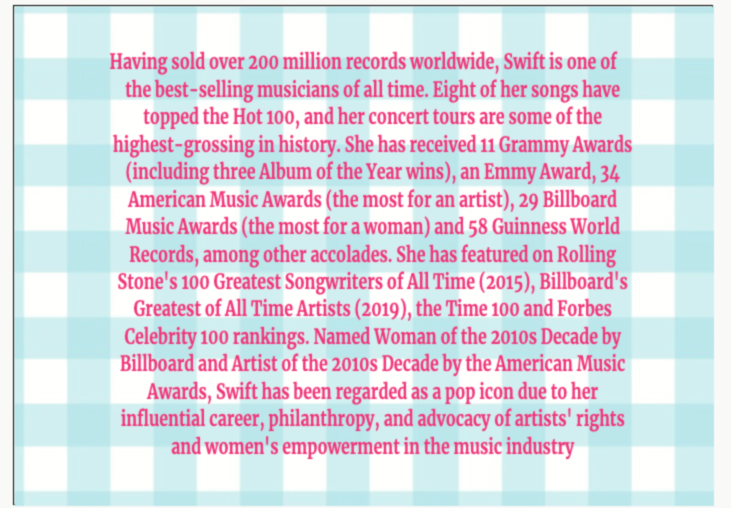 Having sold over 200 million records worldwide, Swift is one of
the best-selling musicians of all time. Eight of her songs have
topped the Hot 100, and her concert tours are some of the
highest-grossing in history. She has received 11 Grammy Awards
(including three Album of the Year wins), an Emmy Award, 34
American Music Awards (the most for an artist), 29 Billboard
Music Awards (the most for a woman) and 58 Guinness World
Records, among other accolades. She has featured on Rolling
Stone's 100 Greatest Songwriters of All Time (2015), Billboard's
Greatest of All Time Artists (2019), the Time 100 and Forbes
Celebrity 100 rankings. Named Woman of the 2010s Decade by
Billboard and Artist of the 2010s Decade by the American Music
Awards, Swift has been regarded as a pop icon due to her
influential career, philanthropy, and advocacy of artists' rights
and women's empowerment in the music industry